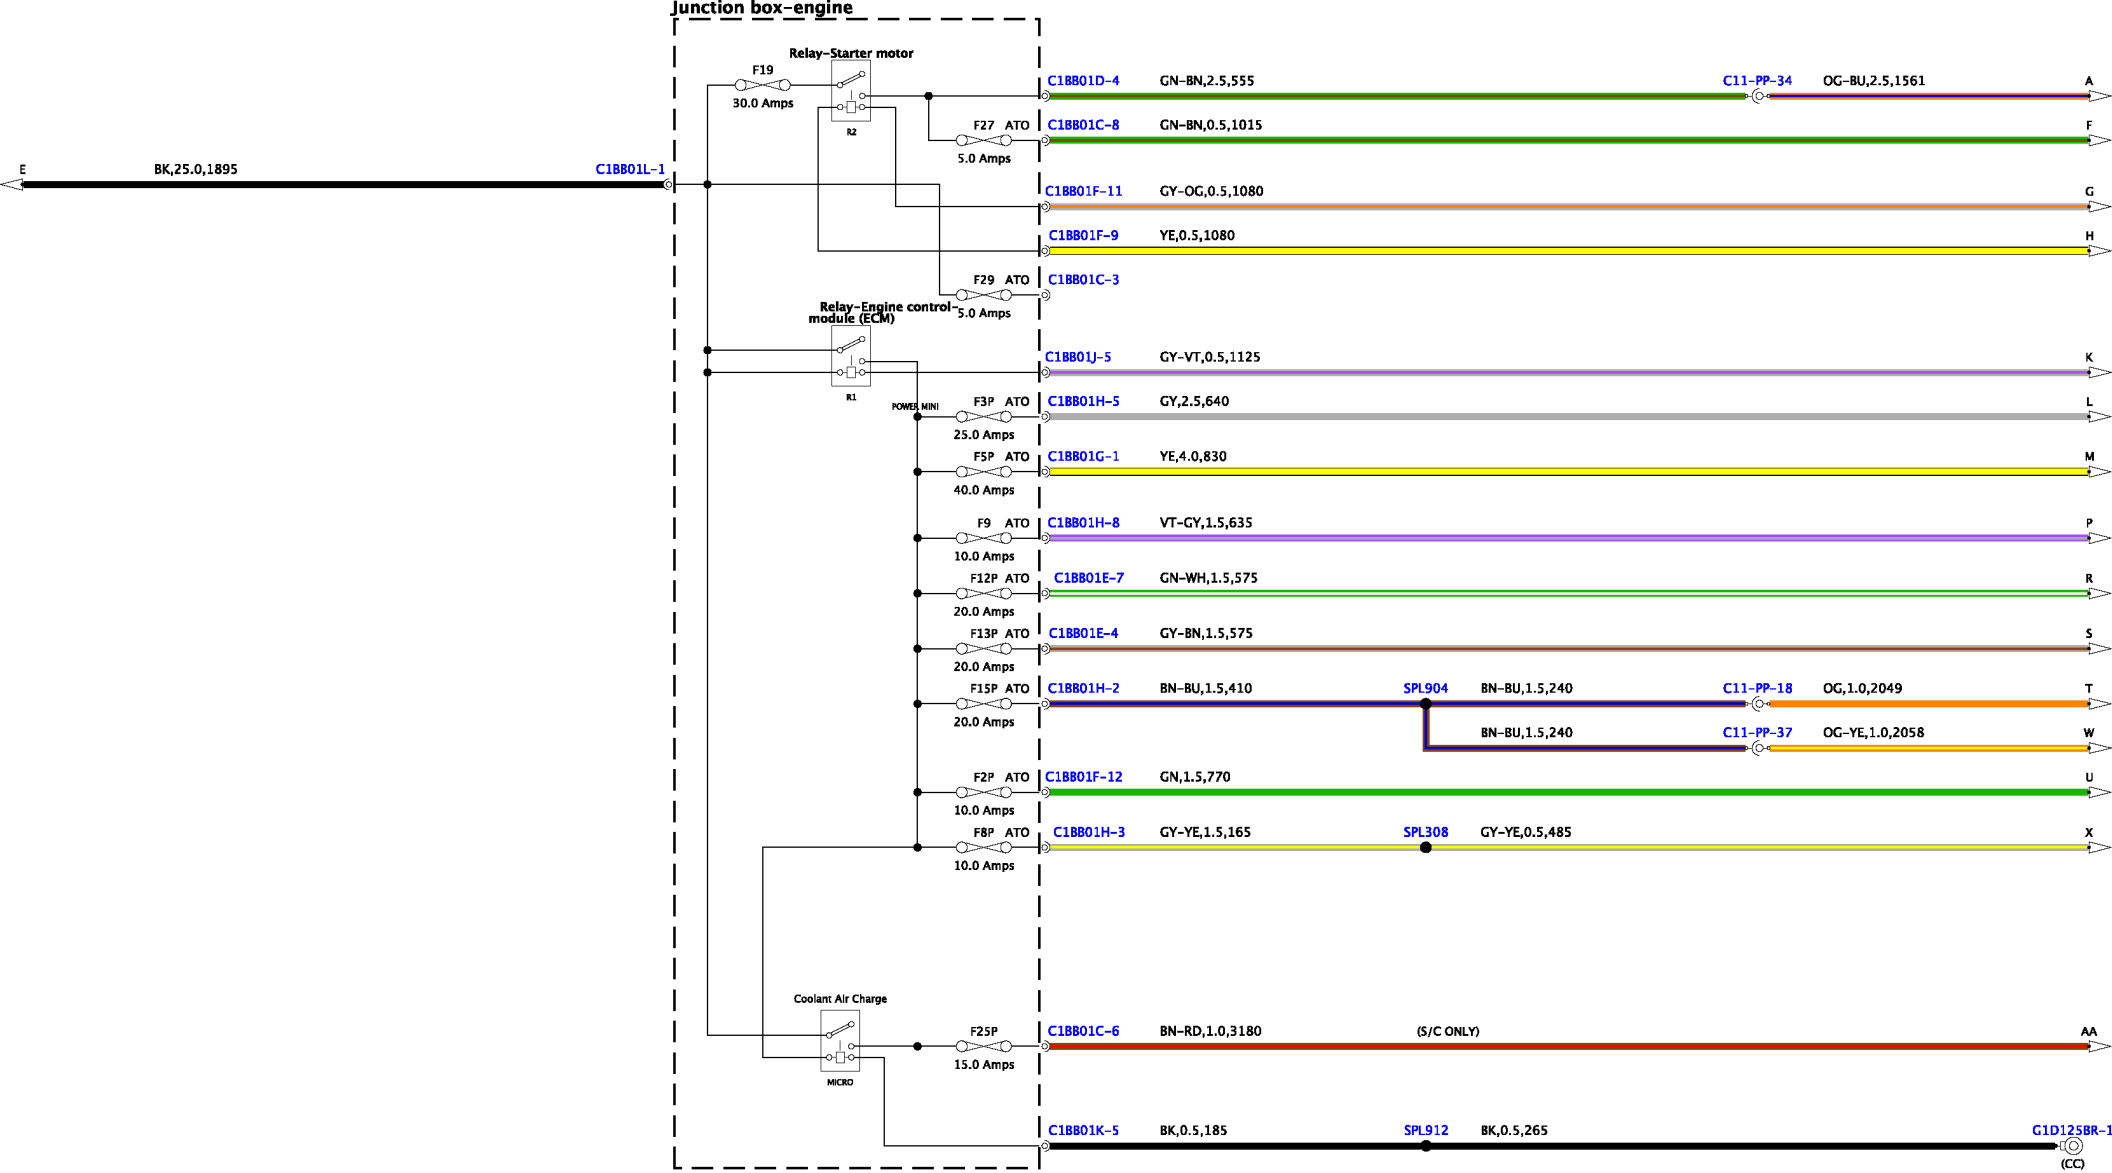 Junction box-engine
Relay-Starter motor
F19
30.0 Amps
R2
C1BB01D-4 GN-BN,2.5,555 C11-PP-34 OG-BU,2.5,1561 A
F27 ATO C1BB01C-8 GN-BN,0.5,1015 F
5.0 Amps
E BK,25.0,1895 C1BB01L-1
C1BB01F-11 GY-OG,0.5,1080 G
C1BB01F-9 YE,0.5,1080 H
F29 ATO C1BB01C-3
5.0 Amps
Relay-Engine control-
module (ECM)
R1
C1BB01J-5 GY-VT,0.5,1125 K
POWER MINI
F3P ATO C1BB01H-5 GY,2.5,640 L
25.0 Amps
F5P ATO C1BB01G-1 YE,4.0,830 M
40.0 Amps
F9 ATO C1BB01H-8 VT-GY,1.5,635 P
10.0 Amps
F12P ATO C1BB01E-7 GN-WH,1.5,575 R
20.0 Amps
F13P ATO C1BB01E-4 GY-BN,1.5,575 S
20.0 Amps
F15P ATO C1BB01H-2 BN-BU,1.5,410 SPL904 BN-BU,1.5,240 C11-PP-18 OG,1.0,2049 T
20.0 Amps
BN-BU,1.5,240 C11-PP-37 OG-YE,1.0,2058 W
F2P ATO C1BB01F-12 GN,1.5,770 U
10.0 Amps
F8P ATO C1BB01H-3 GY-YE,1.5,165 SPL308 GY-YE,0.5,485 X
10.0 Amps
Coolant Air Charge
MICRO
F25P C1BB01C-6 BN-RD,1.0,3180 (S/C ONLY) AA
15.0 Amps
C1BB01K-5 BK,0.5,185 SPL912 BK,0.5,265 G1D125BR-1
(CC)